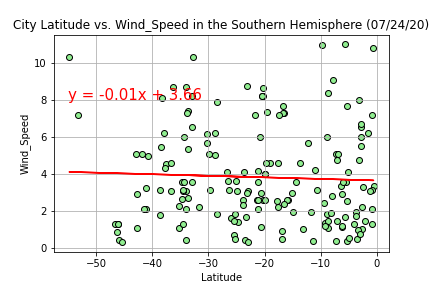 City Latitude vs. Wind_Speed in the Southern Hemisphere (07/24/20)
10
8
6
4
2
0
y = -0.01x + 3.66
Wind_Speed
−50 −40 −30 −20 −10 0
Latitude